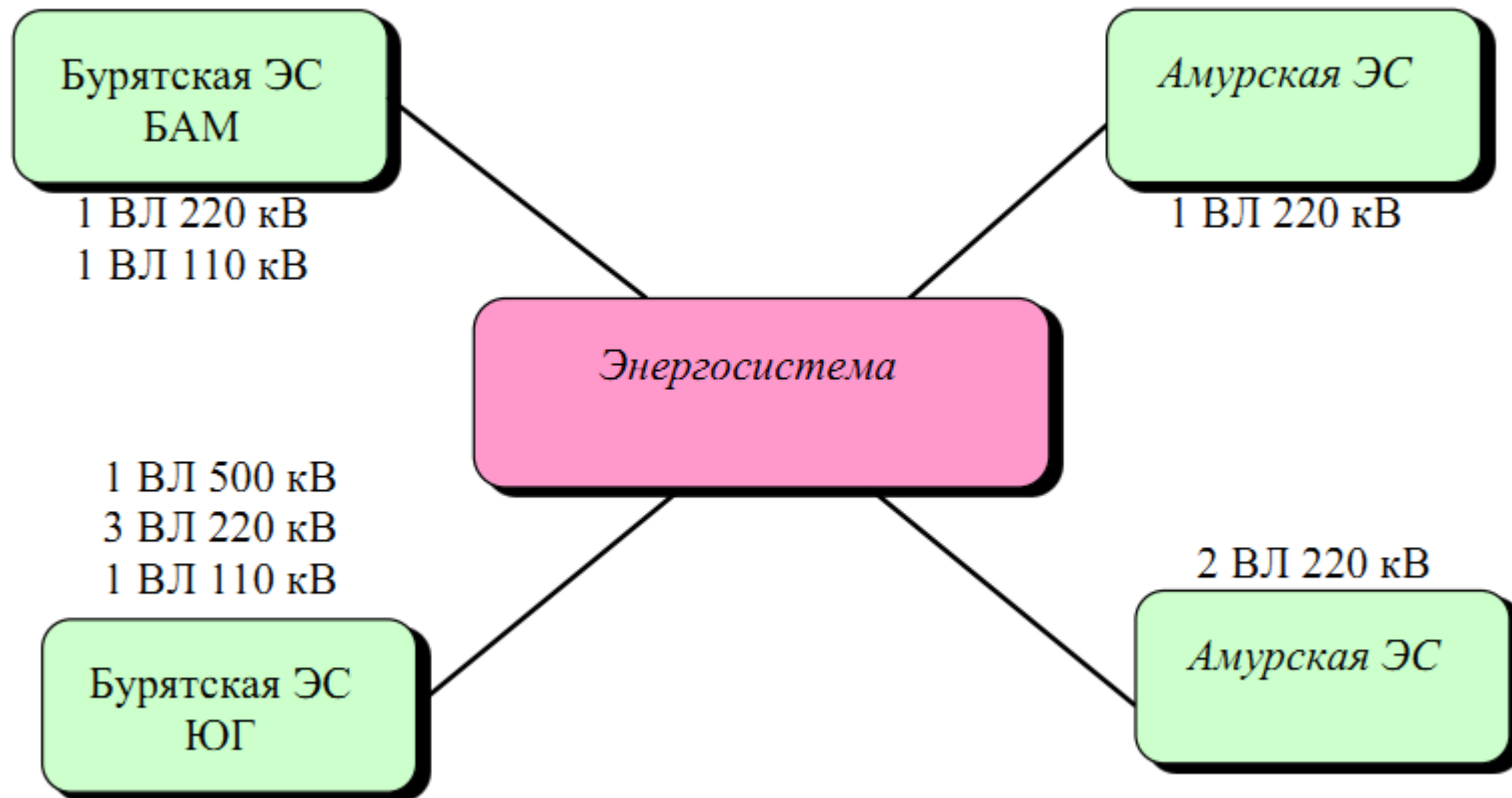 Бурятская ЭС
БАМ
1 ВЛ 220 кВ
1 ВЛ 110 кВ
Амурская ЭС
1 ВЛ 220 кВ
Энергосистема
1 ВЛ 500 кВ
3 ВЛ 220 кВ
1 ВЛ 110 кВ
Бурятская ЭС
ЮГ
2 ВЛ 220 кВ
Амурская ЭС